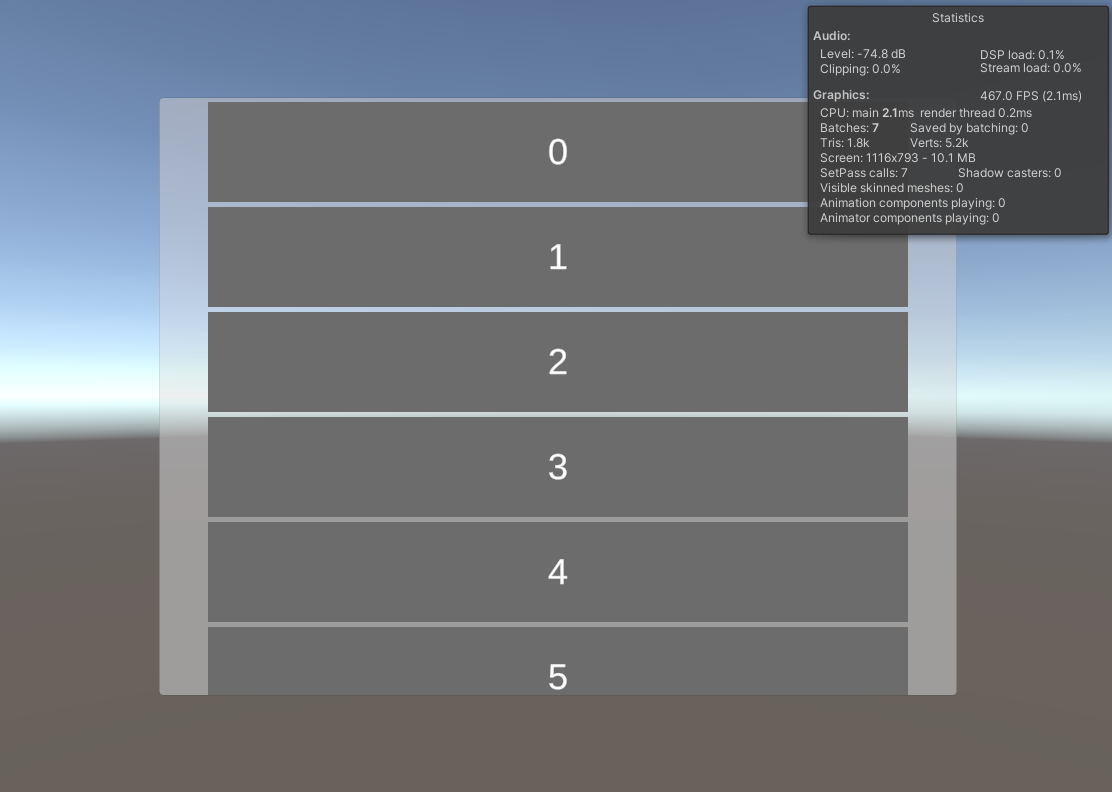 Statistics
Audio:
Level: -74.8 dB DSP load: 0.1%
Clipping: 0.0% Stream load: 0.0%
Graphics: 467.0 FPS (2.1ms)
CPU: main 2.1ms render thread 0.2ms
Batches: 7 Saved by batching: 0
Tris: 1.8k Verts: 5.2k
Screen: 1116x793 - 10.1 MB
SetPass calls: 7 Shadow casters: 0
Visible skinned meshes: 0
Animation components playing: 0
Animator components playing: 0
0
1
2
3
4
5